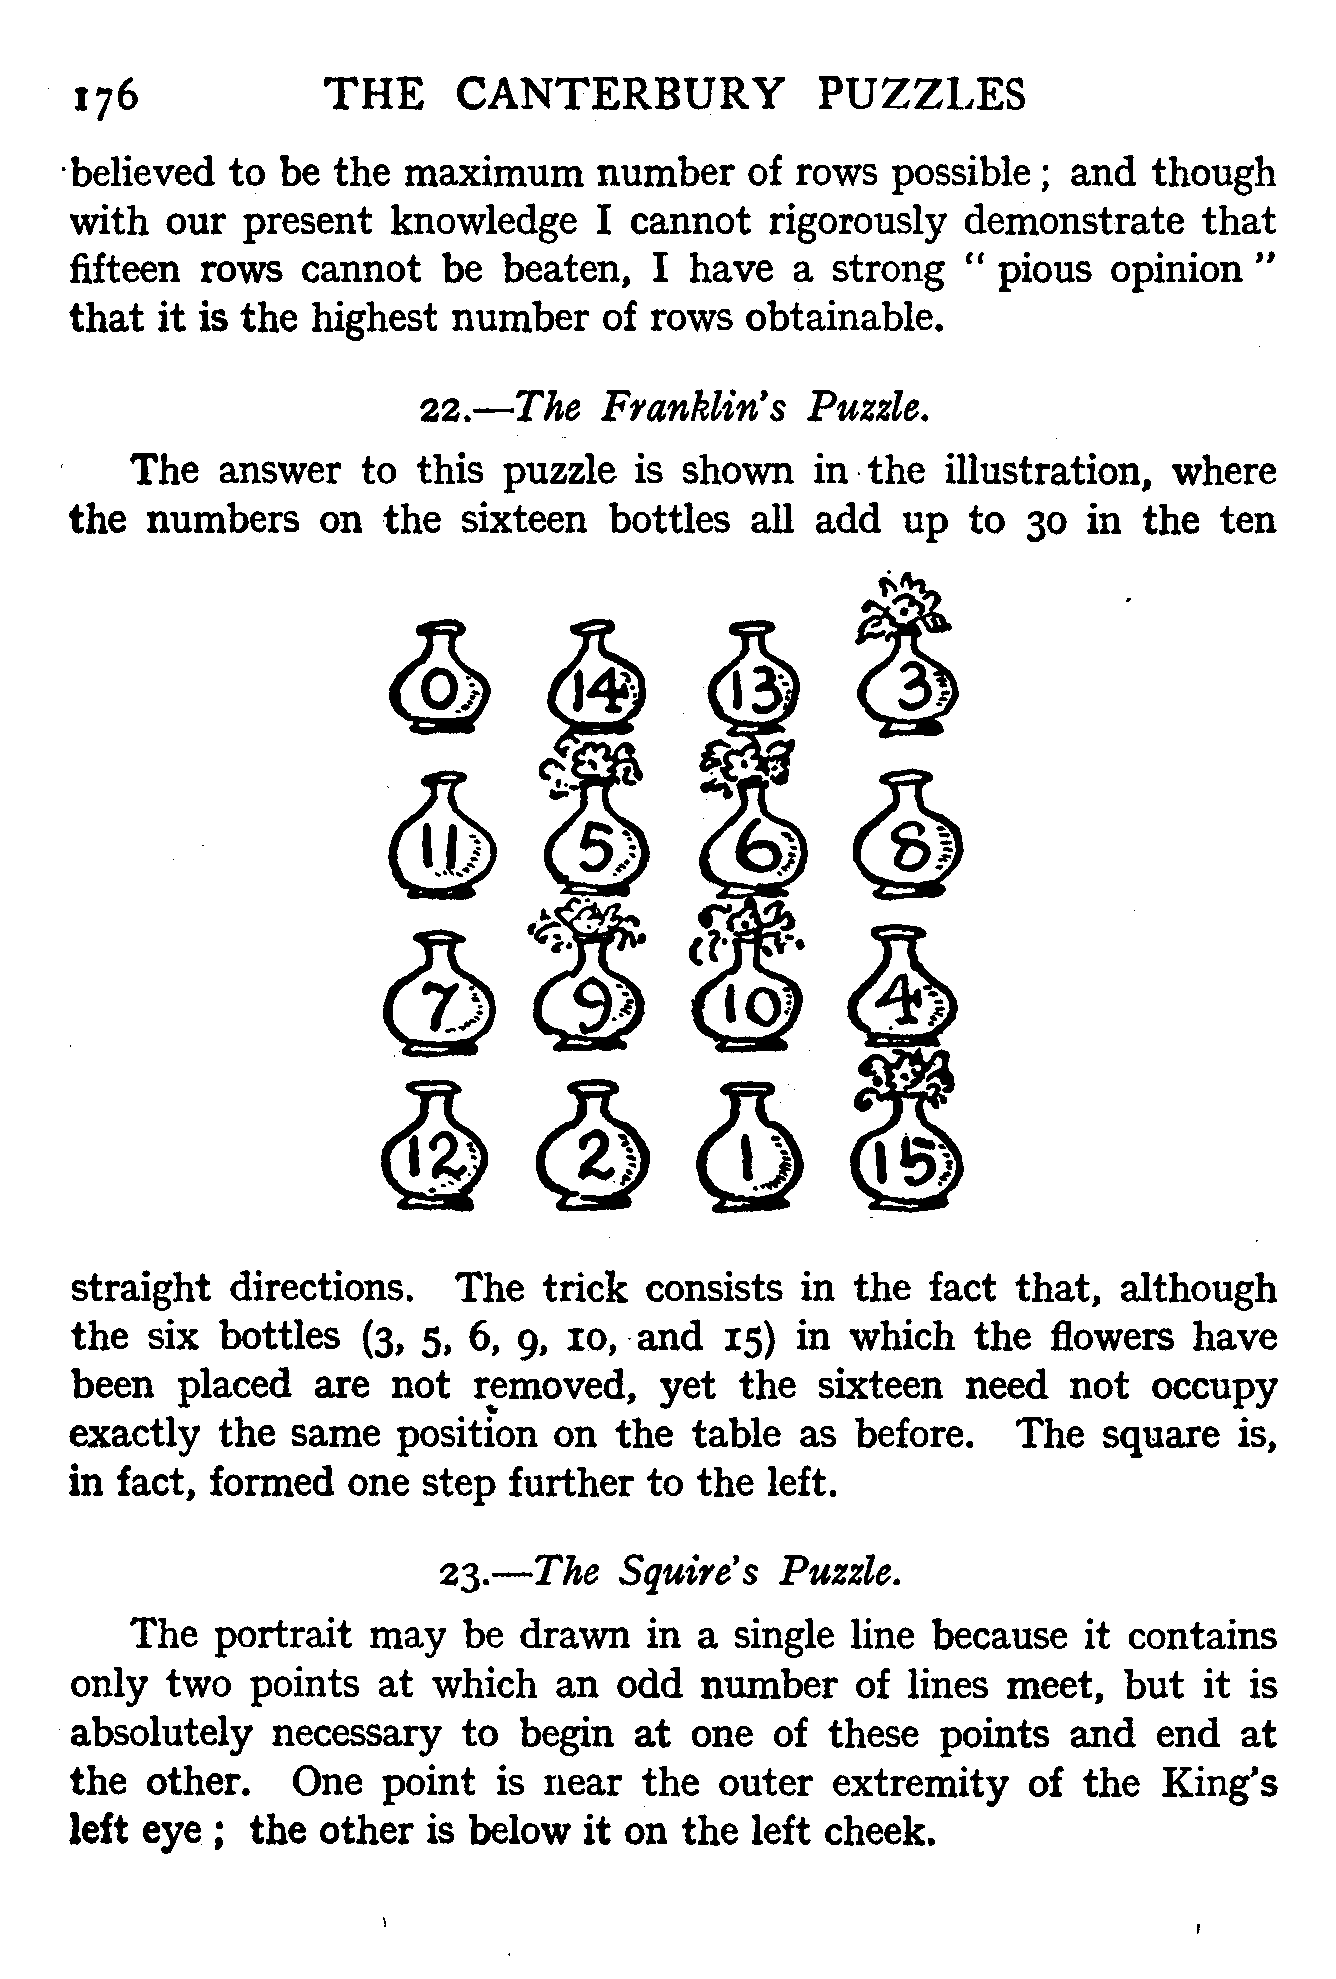 176 THE CANTERBURY PUZZLES
believed to be the maximum number of rows possible; and though
with our present knowledge I cannot rigorously demonstrate that
fifteen rows cannot be beaten, I have a strong “ pious opinion ”
that it is the highest number of rows obtainable.
22.—The Franklin's Puzzle.
The answer to this puzzle is shown in the illustration, where
the numbers on the sixteen bottles all add up to 30 in the ten
0 14 13 3
11 5 6 8
7 9 10 4
12 2 1 15
straight directions. The trick consists in the fact that, although
the six bottles (3, 5, 6, 9, 10, and 15) in which the flowers have
been placed are not removed, yet the sixteen need not occupy
exactly the same position on the table as before. The square is,
in fact, formed one step further to the left.
23.—The Squire's Puzzle.
The portrait may be drawn in a single line because it contains
only two points at which an odd number of lines meet, but it is
absolutely necessary to begin at one of these points and end at
the other. One point is near the outer extremity of the King's
left eye; the other is below it on the left cheek.